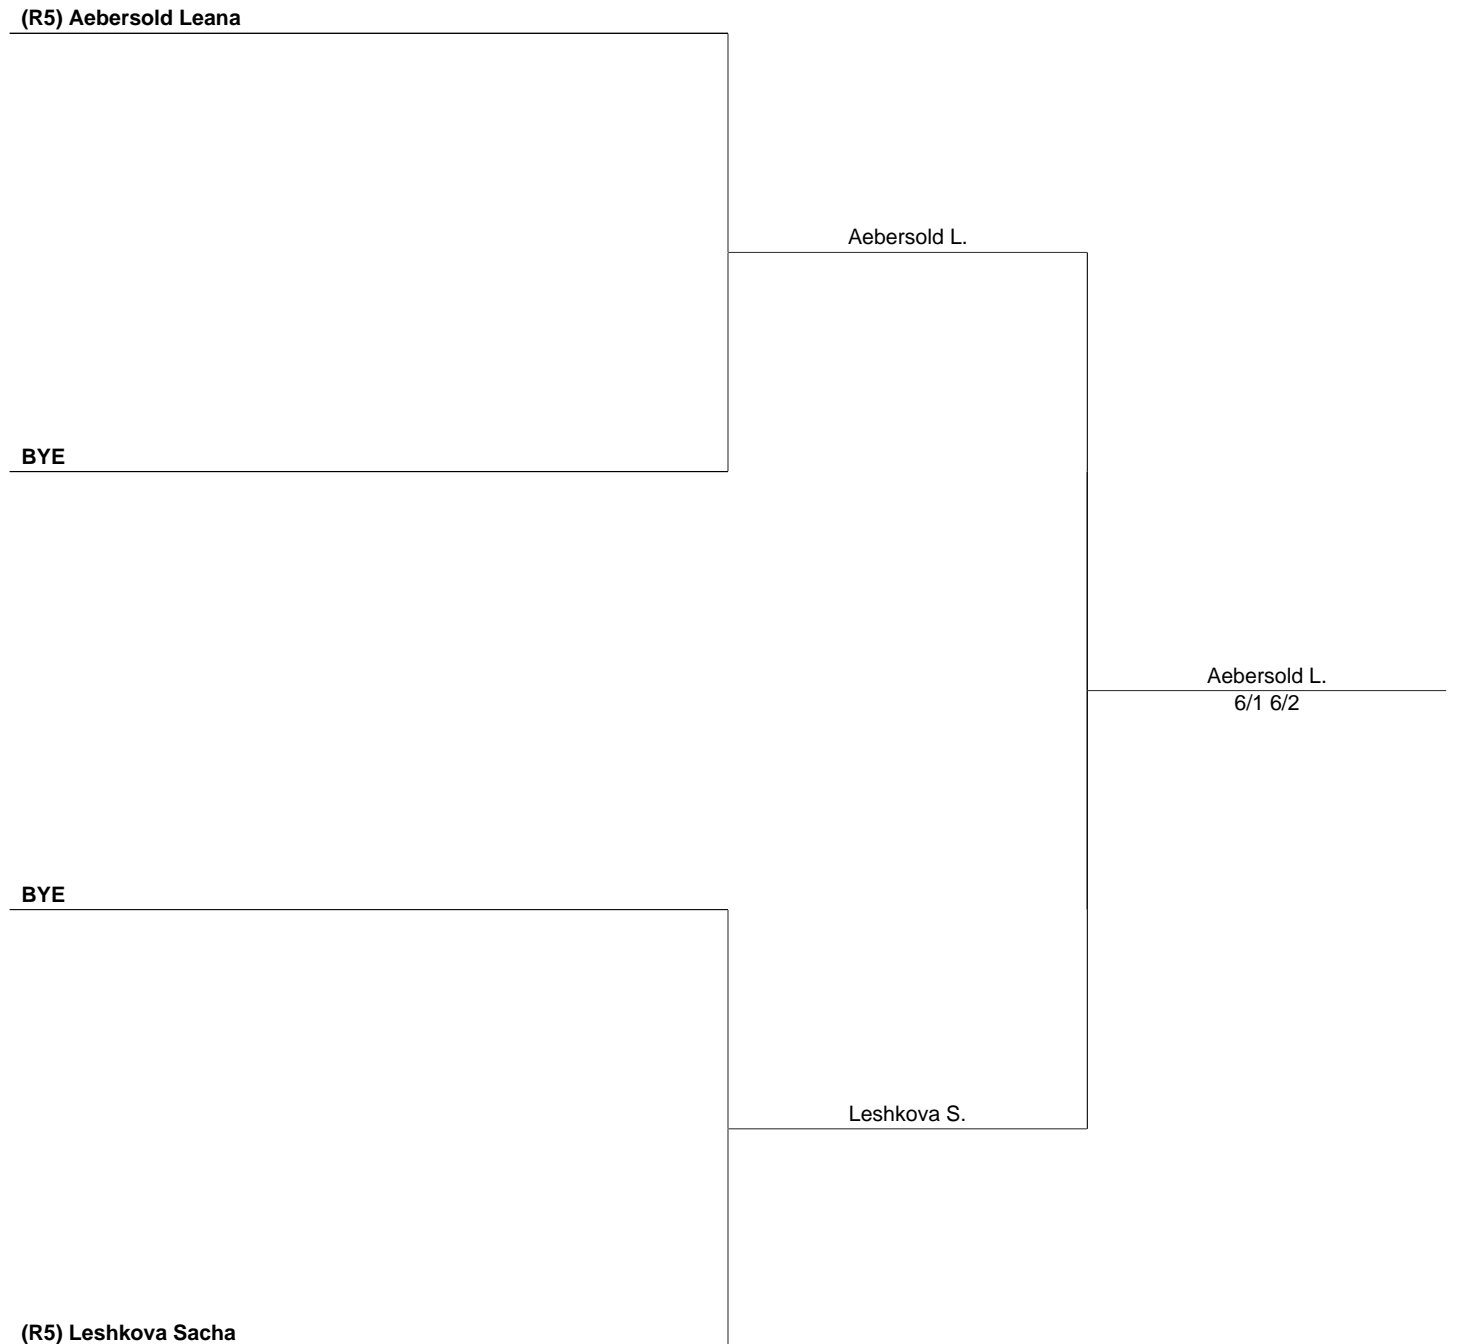 (R5) Aebersold Leana
Aebersold L.
BYE
Aebersold L.
6/1 6/2
BYE
Leshkova S.
(R5) Leshkova Sacha